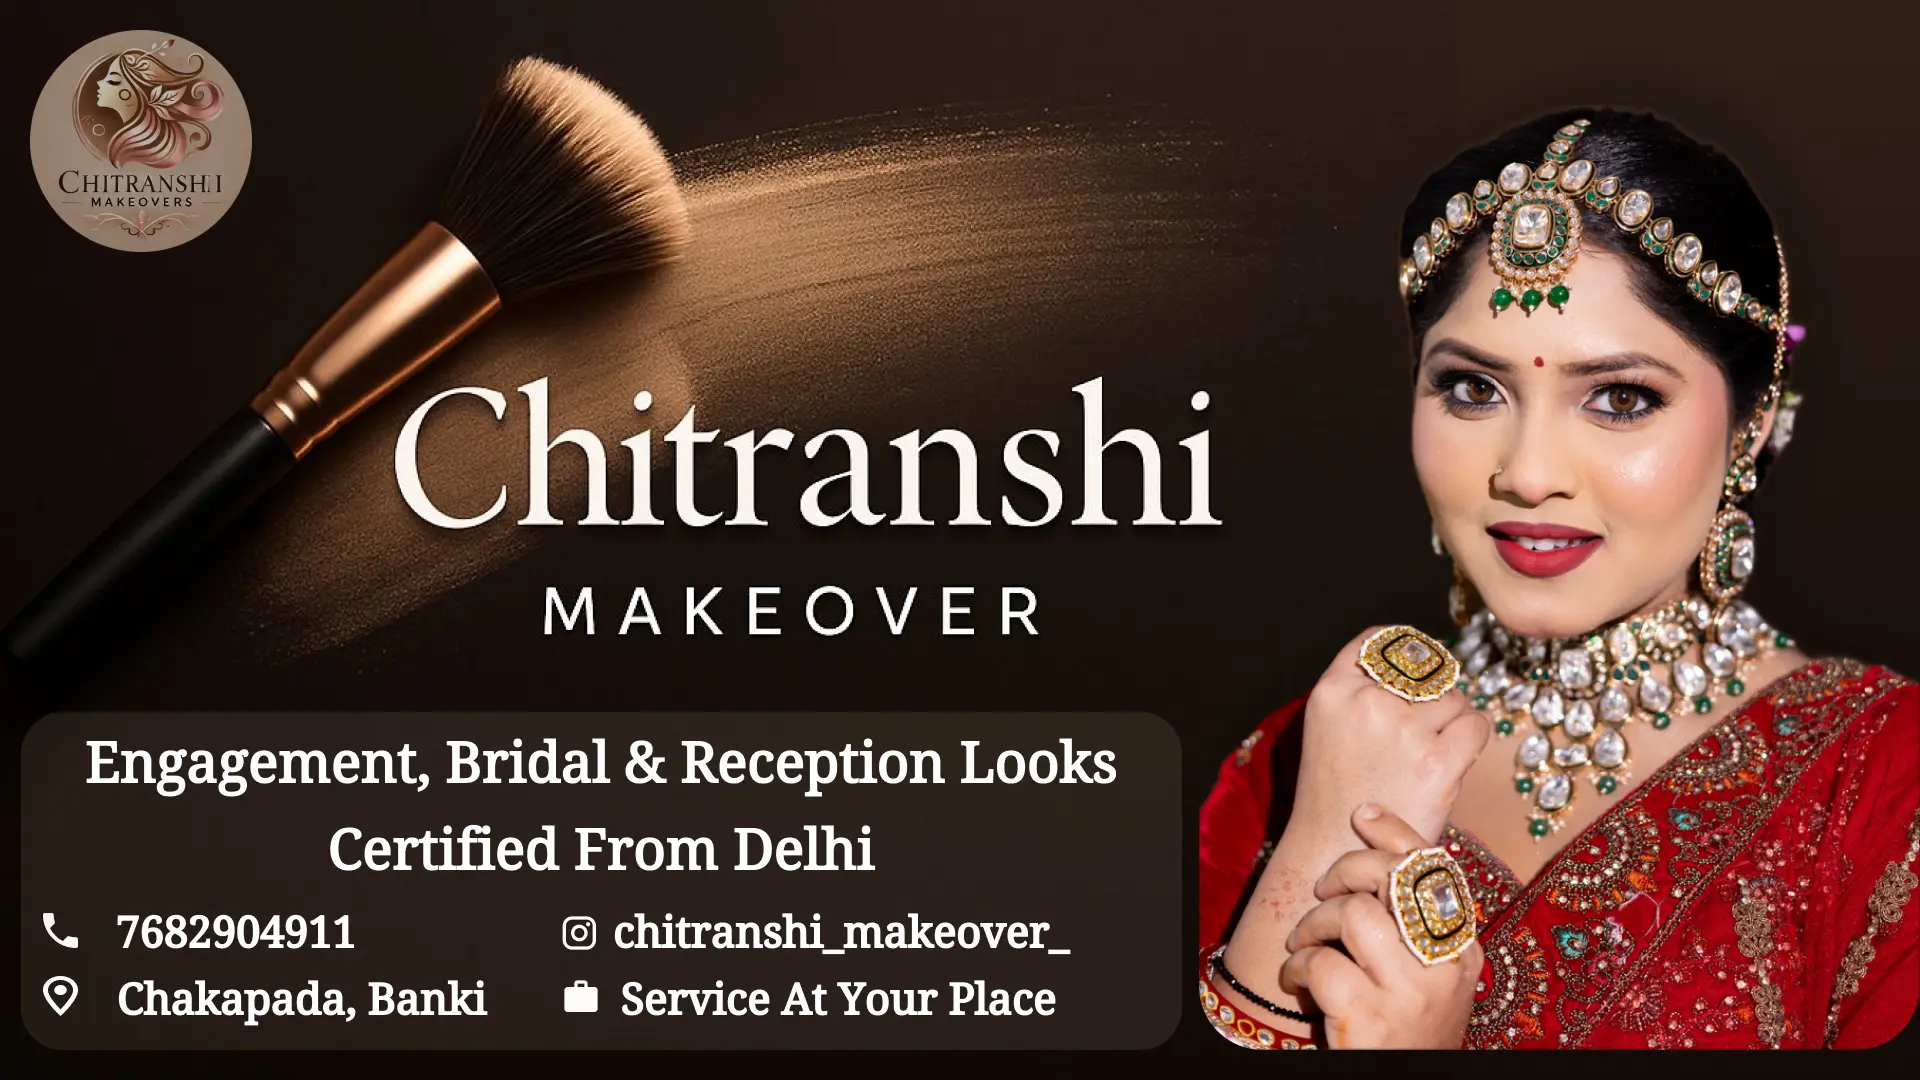 CHITRANSHI
MAKEOVERS
Chitranshi
MAKEOVER
Engagement, Bridal & Reception Looks
Certified From Delhi
7682904911
chitranshi_makeover_
Chakapada, Banki
Service At Your Place